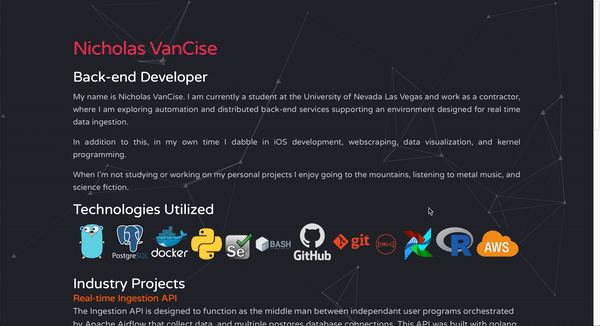 Nicholas VanCise
Back-end Developer
My name is Nicholas VanCise. I am currently a student at the University of Nevada Las Vegas and work as a contractor,
where I am exploring automation and distributed back-end services supporting an environment designed for real time
data ingestion.
In addition to this, in my own time I dabble in iOS development, webscraping, data visualization, and kernel
programming.
When I'm not studying or working on my personal projects I enjoy going to the mountains, listening to metal music, and
science fiction.
Technologies Utilized
PostgreSQL docker Se BASH GitHub git R AWS
Industry Projects
Real-time Ingestion API
The Ingestion API is designed to function as the middle man between independant user programs orchestrated
by Apache Airflow that collect data, and multiple postgres database connections. This API was built with golang